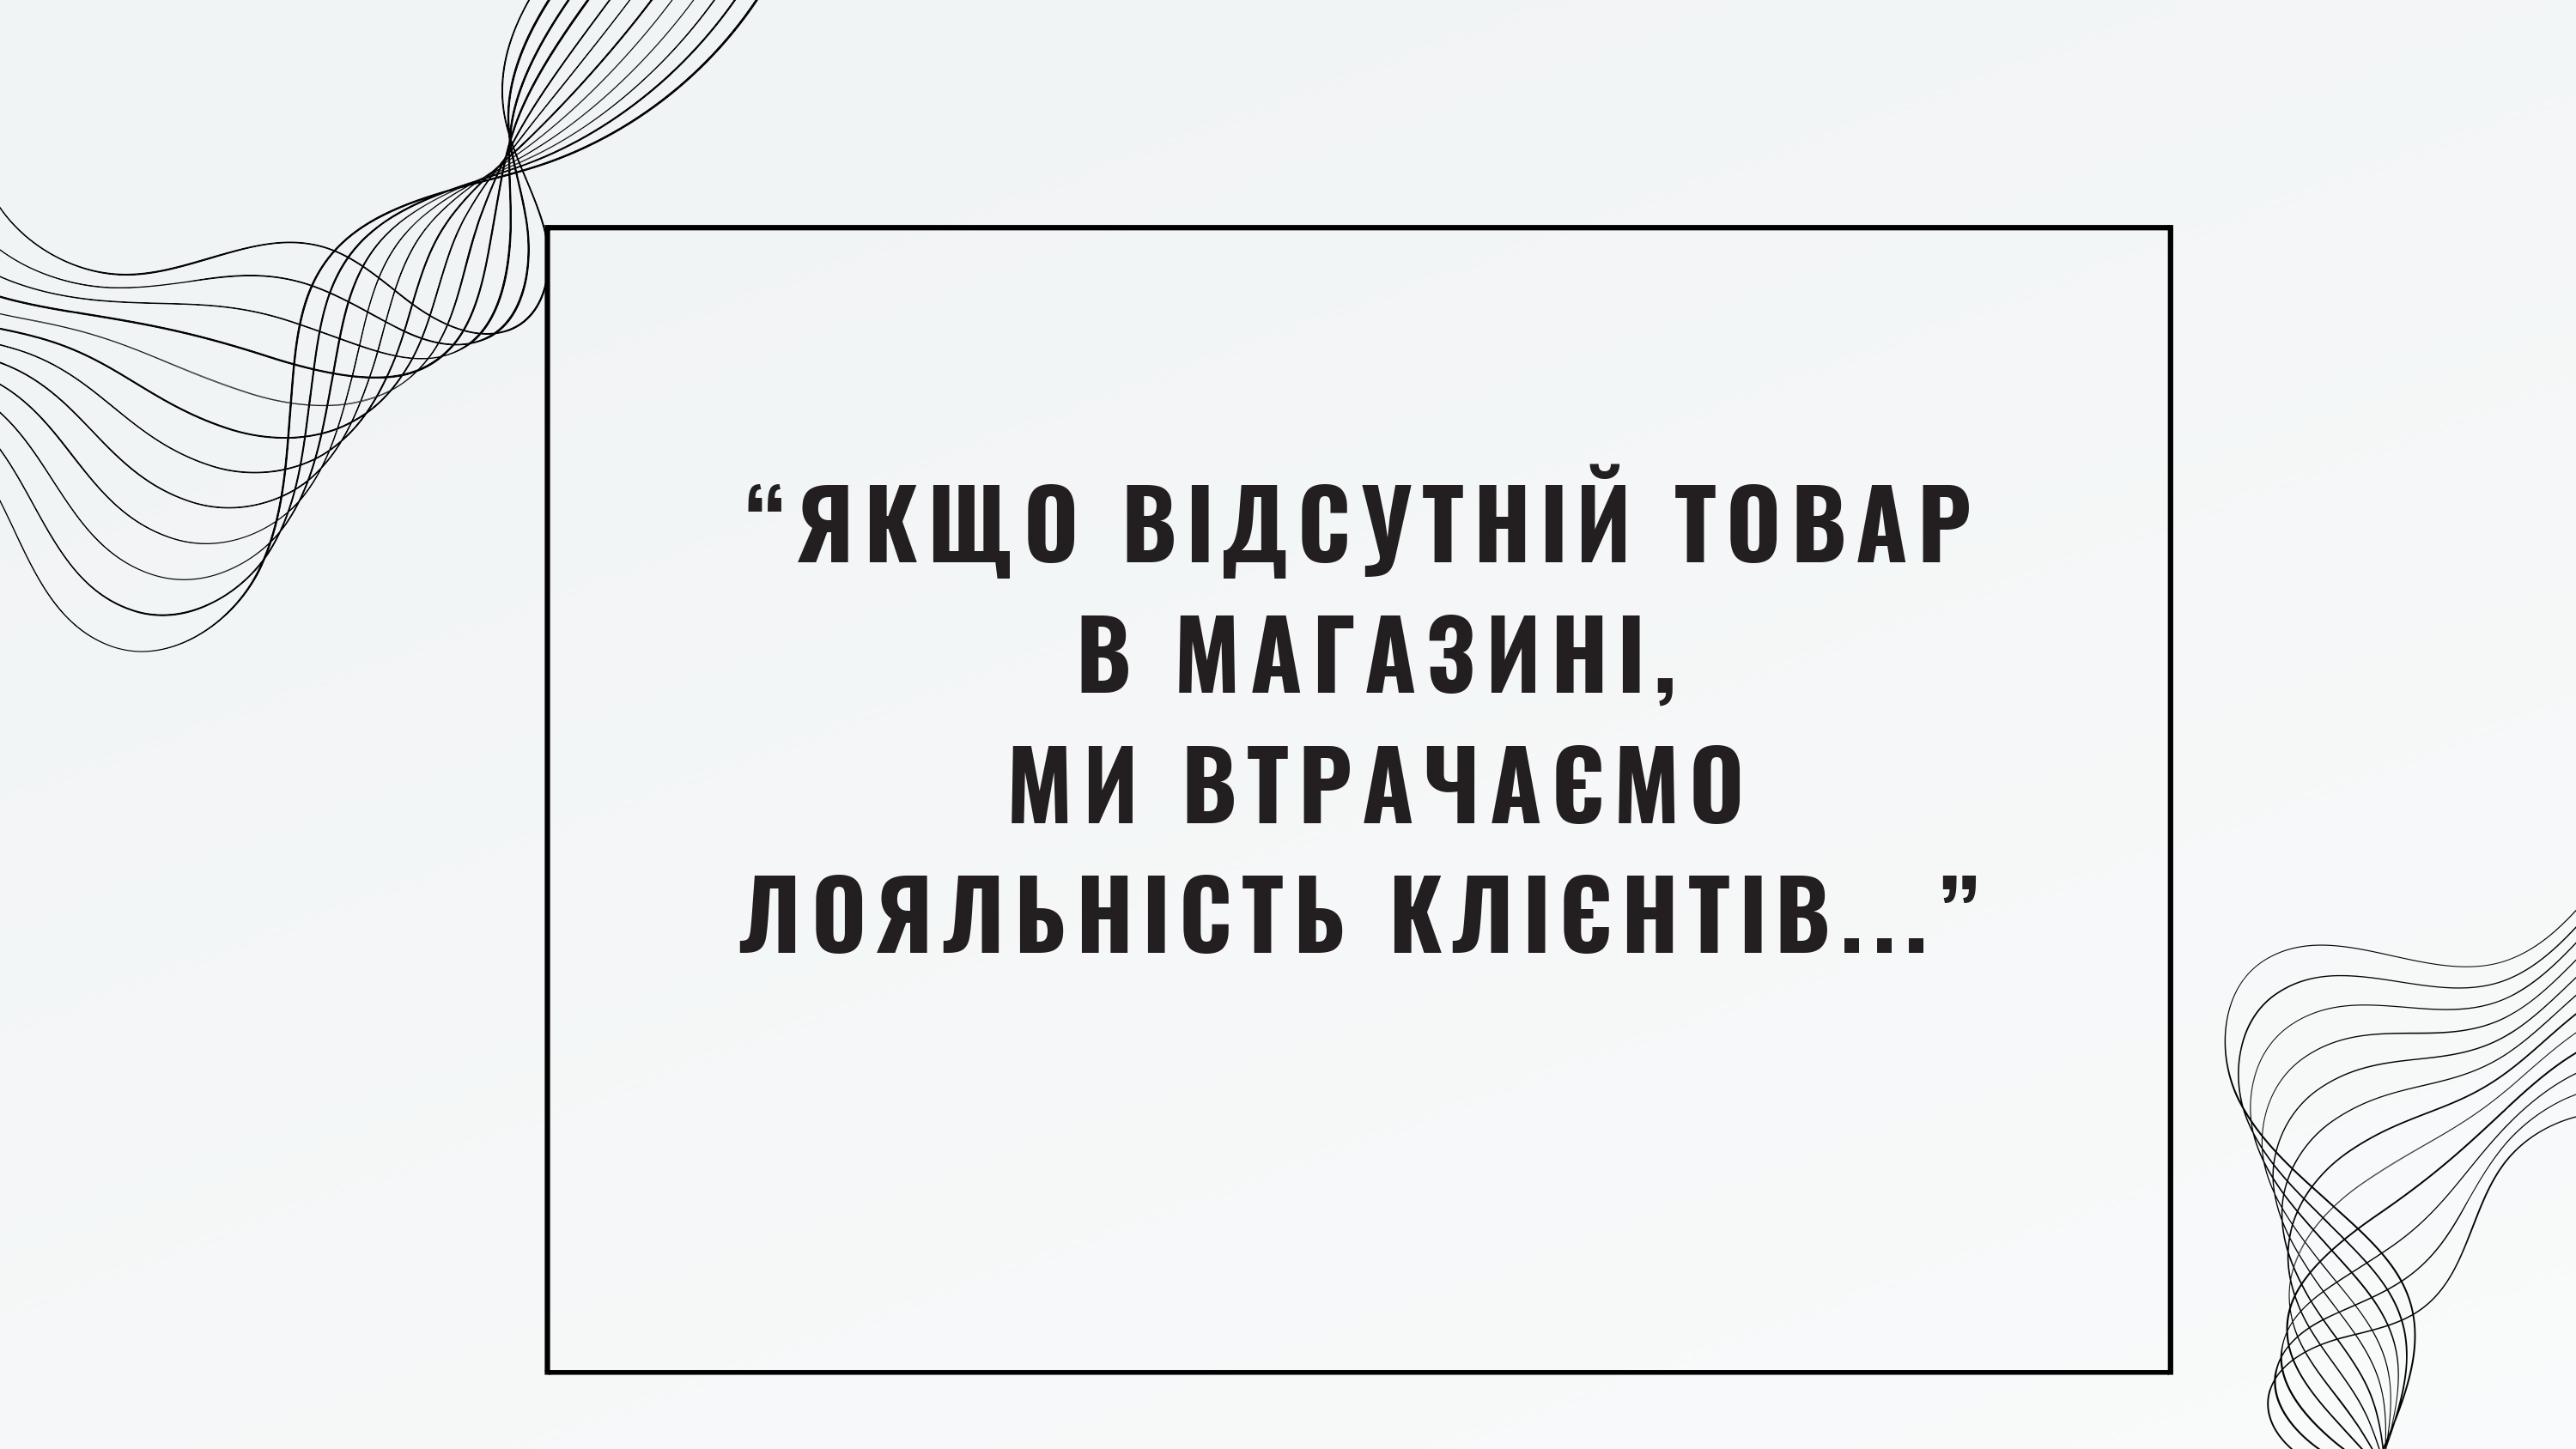 “ЯКЩО ВІДСУТНІЙ ТОВАР
В МАГАЗИНІ,
МИ ВТРАЧАЄМО
ЛОЯЛЬНІСТЬ КЛІЄНТІВ...”